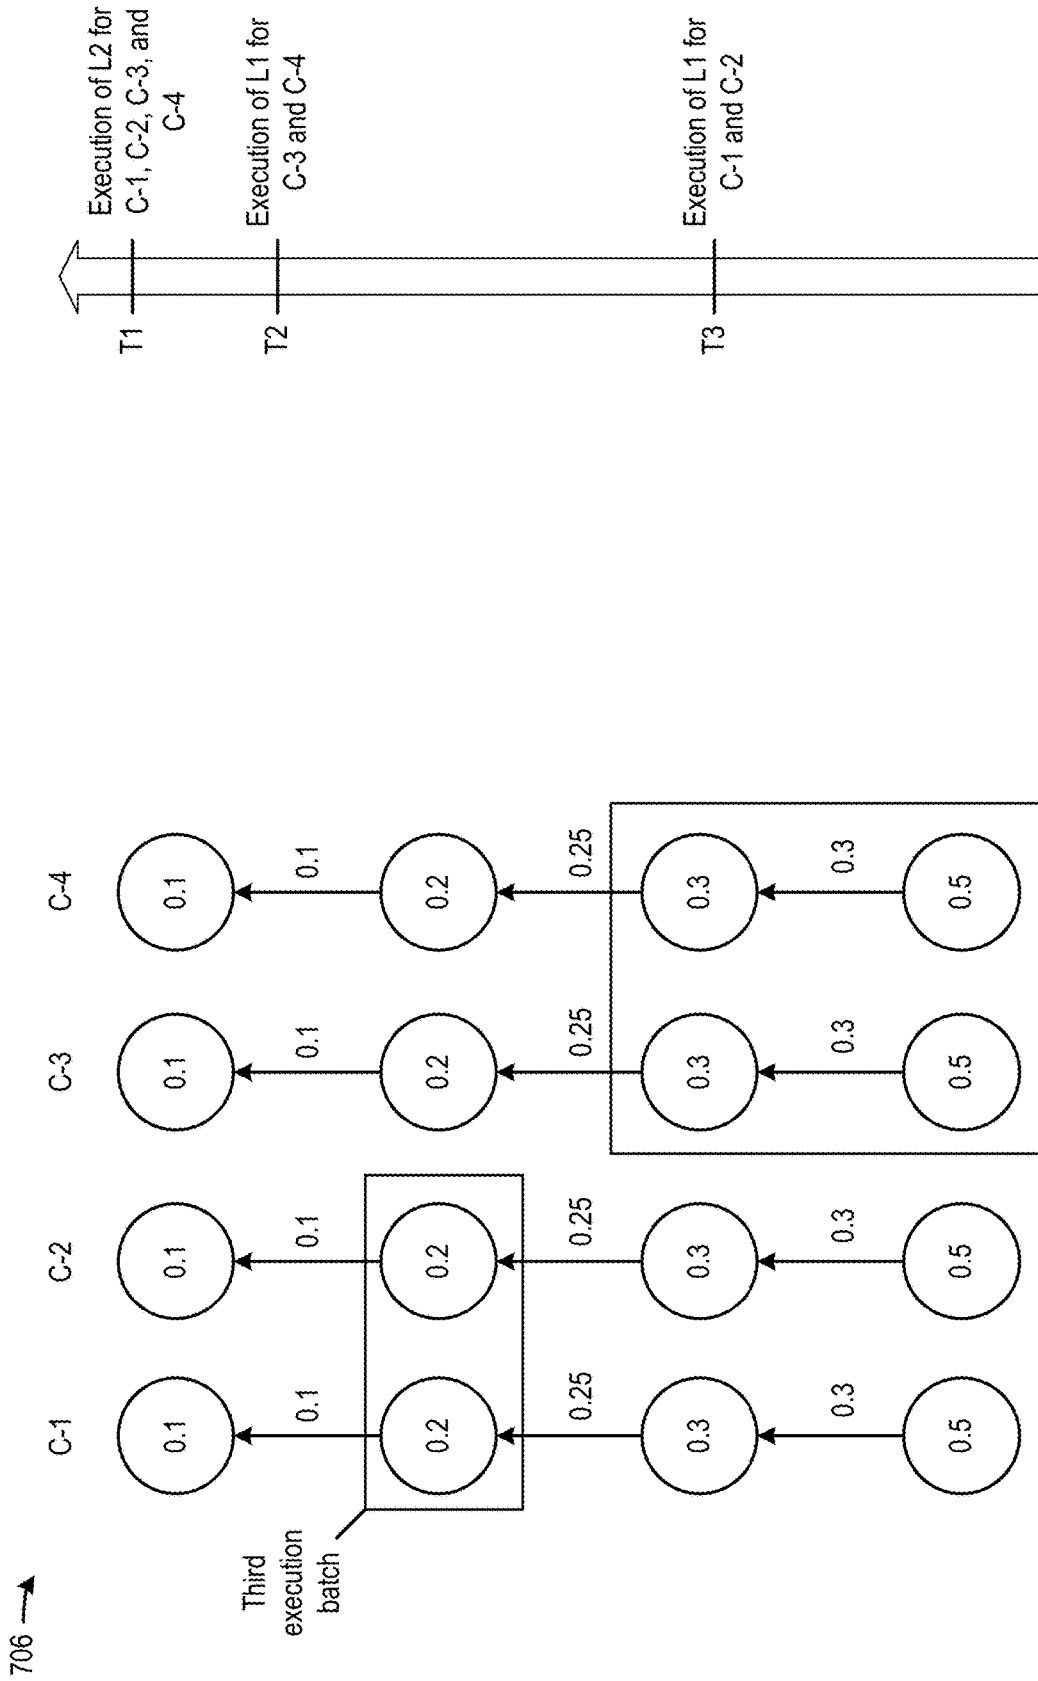 706
C-1
C-2
C-3
C-4
0.1
0.1
0.1
0.1
0.1
0.1
0.1
0.1
Third
execution
batch
0.2
0.2
0.2
0.2
0.25
0.25
0.25
0.25
0.3
0.3
0.3
0.3
0.3
0.3
0.3
0.3
0.5
0.5
0.5
0.5
T1
Execution of L2 for
C-1, C-2, C-3, and
C-4
T2
Execution of L1 for
C-3 and C-4
T3
Execution of L1 for
C-1 and C-2